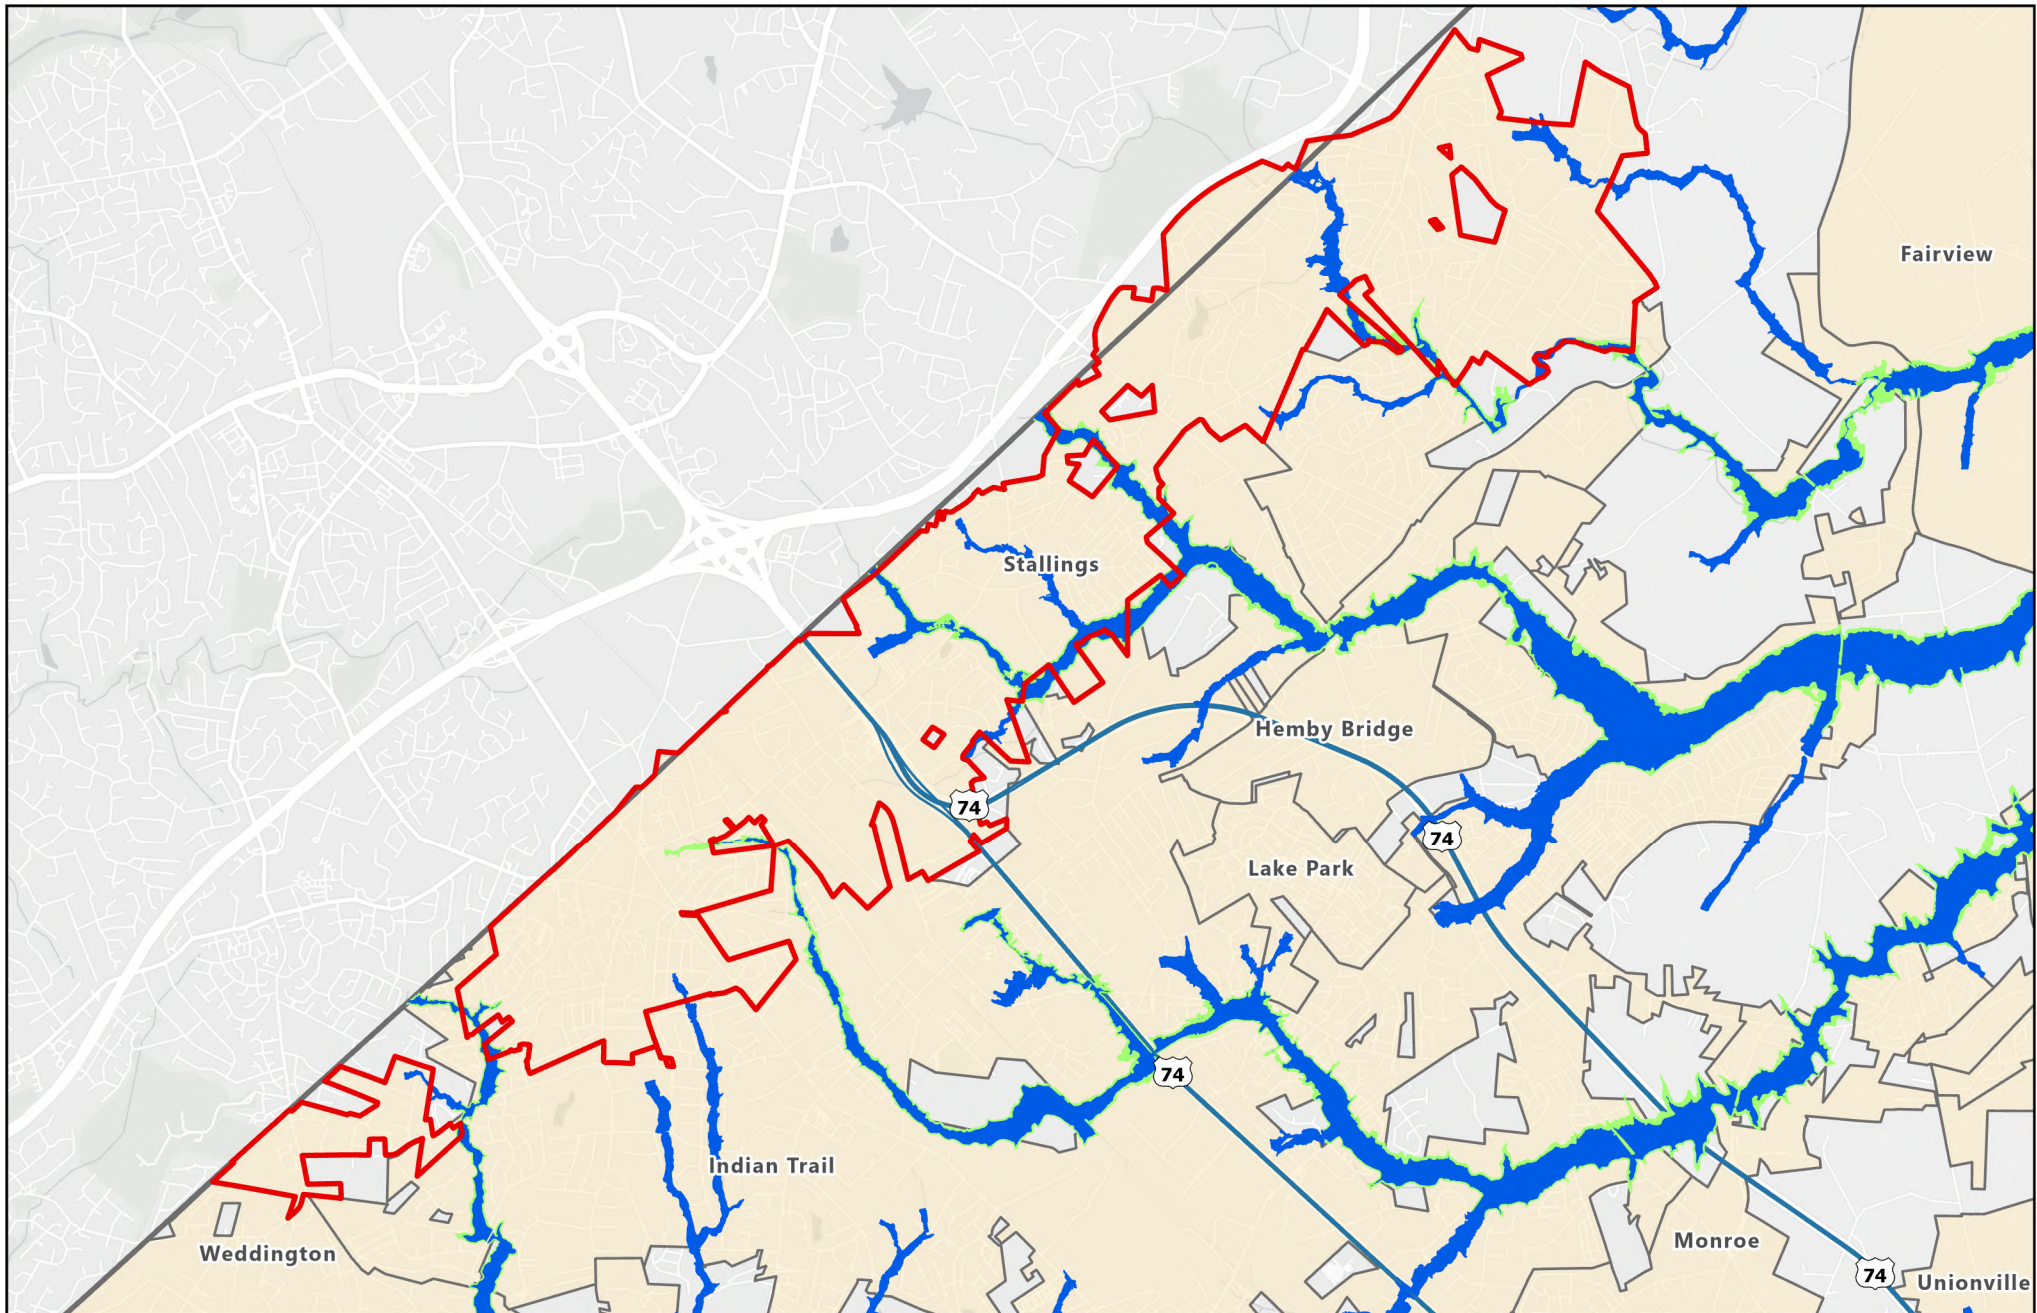 Fairview
Stallings
Hemby Bridge
74
74
Lake Park
74
Indian Trail
Weddington
Monroe
74
Unionville